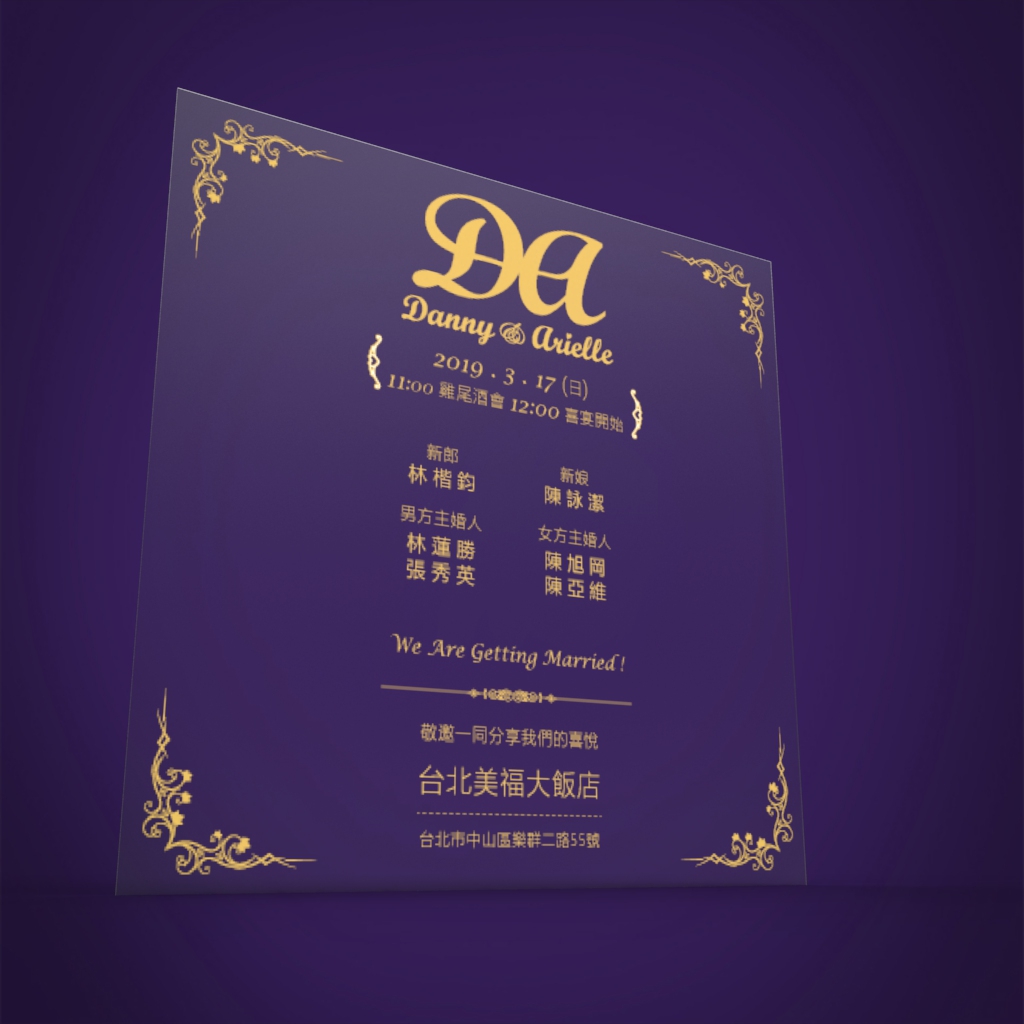 DA
Danny & Arielle
2019 . 3 . 17 (日)
11:00 雞尾酒會 12:00 喜宴開始
新郎
林楷鈞
新娘
陳詠潔
男方主婚人
林蓮勝
張秀英
女方主婚人
陳旭岡
陳亞維
We Are Getting Married!
敬邀一同分享我們的喜悅
台北美福大飯店
台北市中山區樂群二路55號